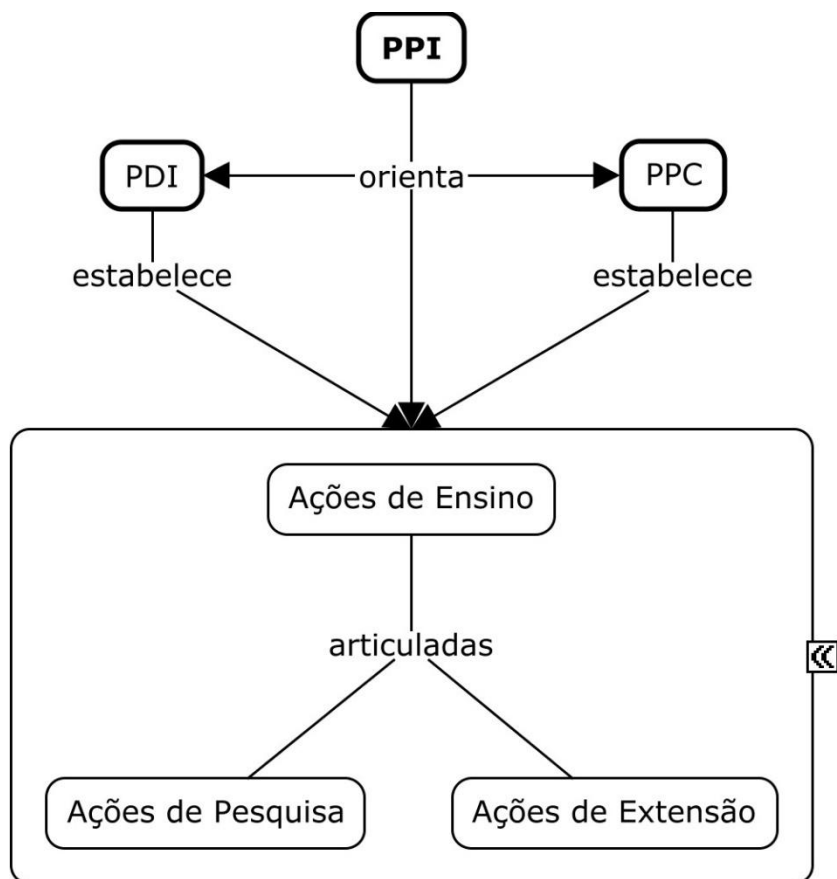 PPI
PDI
orienta
PPC
estabelece
estabelece
Ações de Ensino
articuladas
Ações de Pesquisa
Ações de Extensão